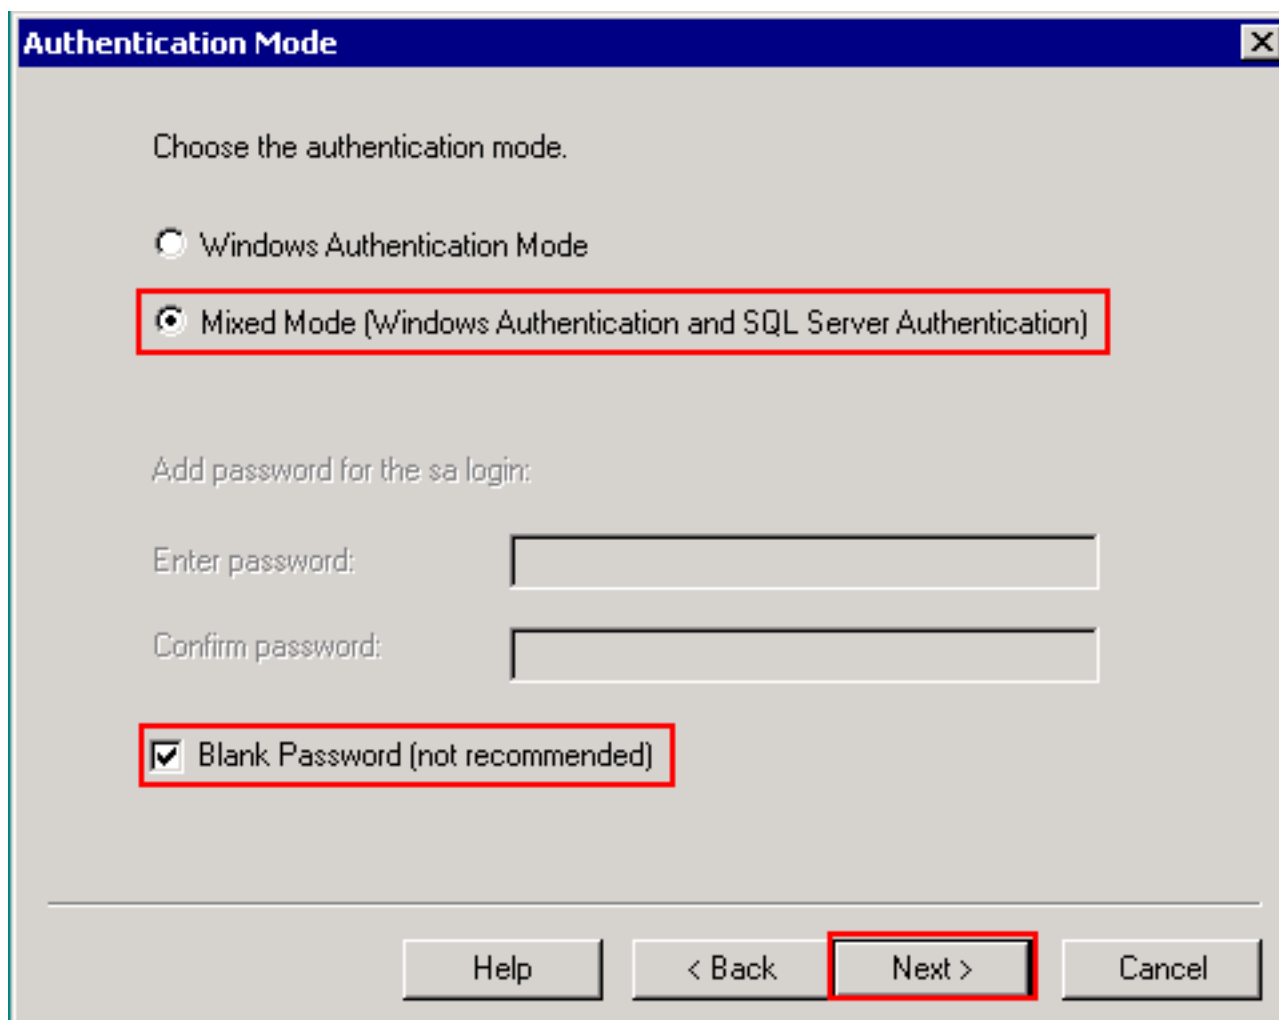 Authentication Mode
Choose the authentication mode.
Windows Authentication Mode
Mixed Mode (Windows Authentication and SQL Server Authentication)
Add password for the sa login:
Enter password:
Confirm password:
Blank Password (not recommended)
Help
< Back
Next >
Cancel